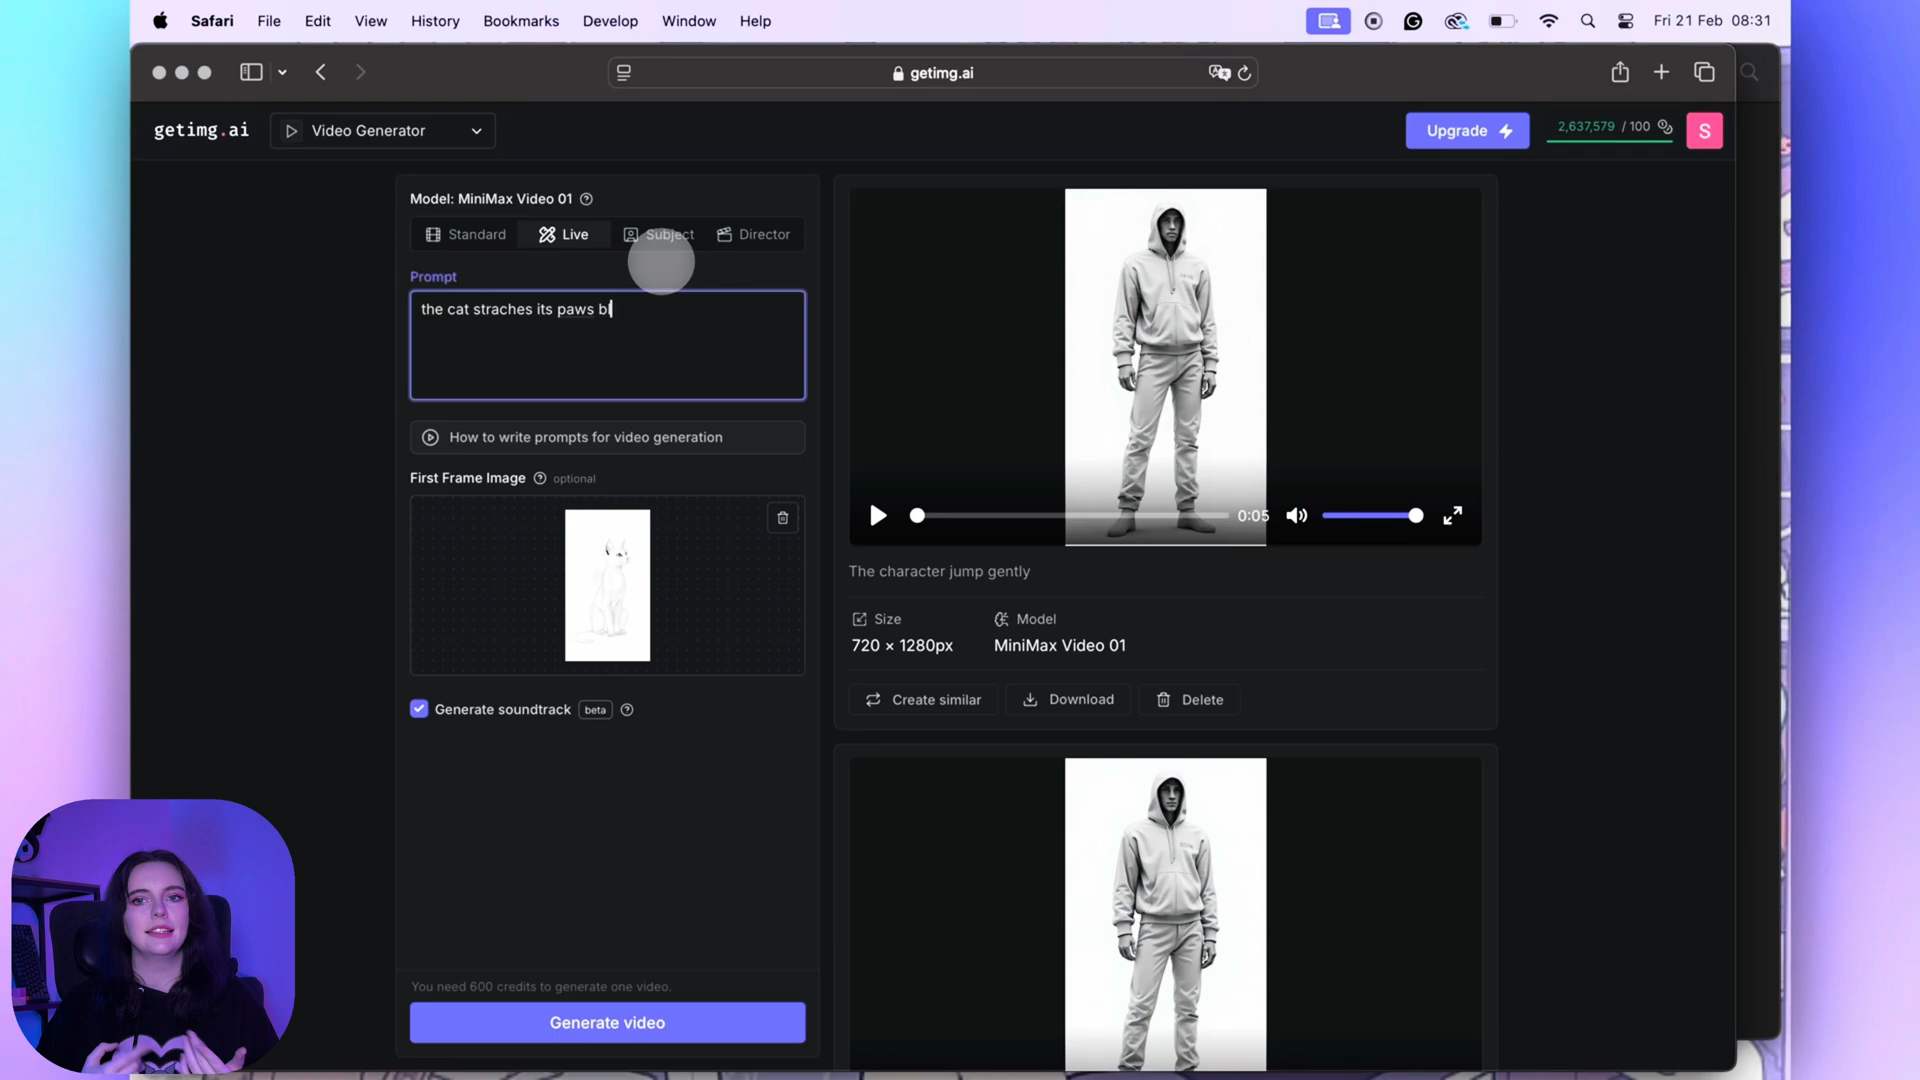 Safari File Edit View History Bookmarks Develop Window Help Fri 21 Feb 08:31
getimg.ai
getimg.ai Video Generator Upgrade 2,637,579 / 100 S
Model: MiniMax Video 01
Standard Live Subject Director
Prompt
the cat straches its paws bl
How to write prompts for video generation
First Frame Image optional
Generate soundtrack beta
You need 600 credits to generate one video.
Generate video
0:05
The character jump gently
Size Model
720 × 1280px MiniMax Video 01
Create similar Download Delete